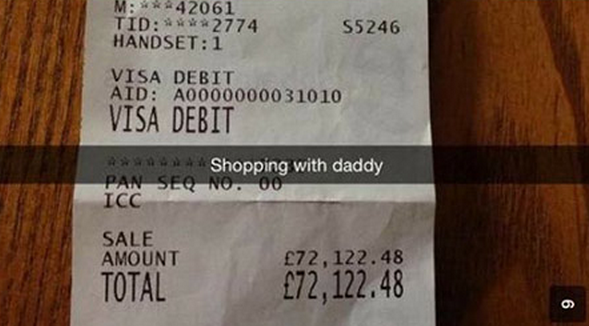 M:***42061
TID:****2774 S5246
HANDSET:1
VISA DEBIT
AID: A0000000031010
VISA DEBIT
Shopping with daddy
PAN SEQ NO. 00
ICC
SALE
AMOUNT £72,122.48
TOTAL £72,122.48
9